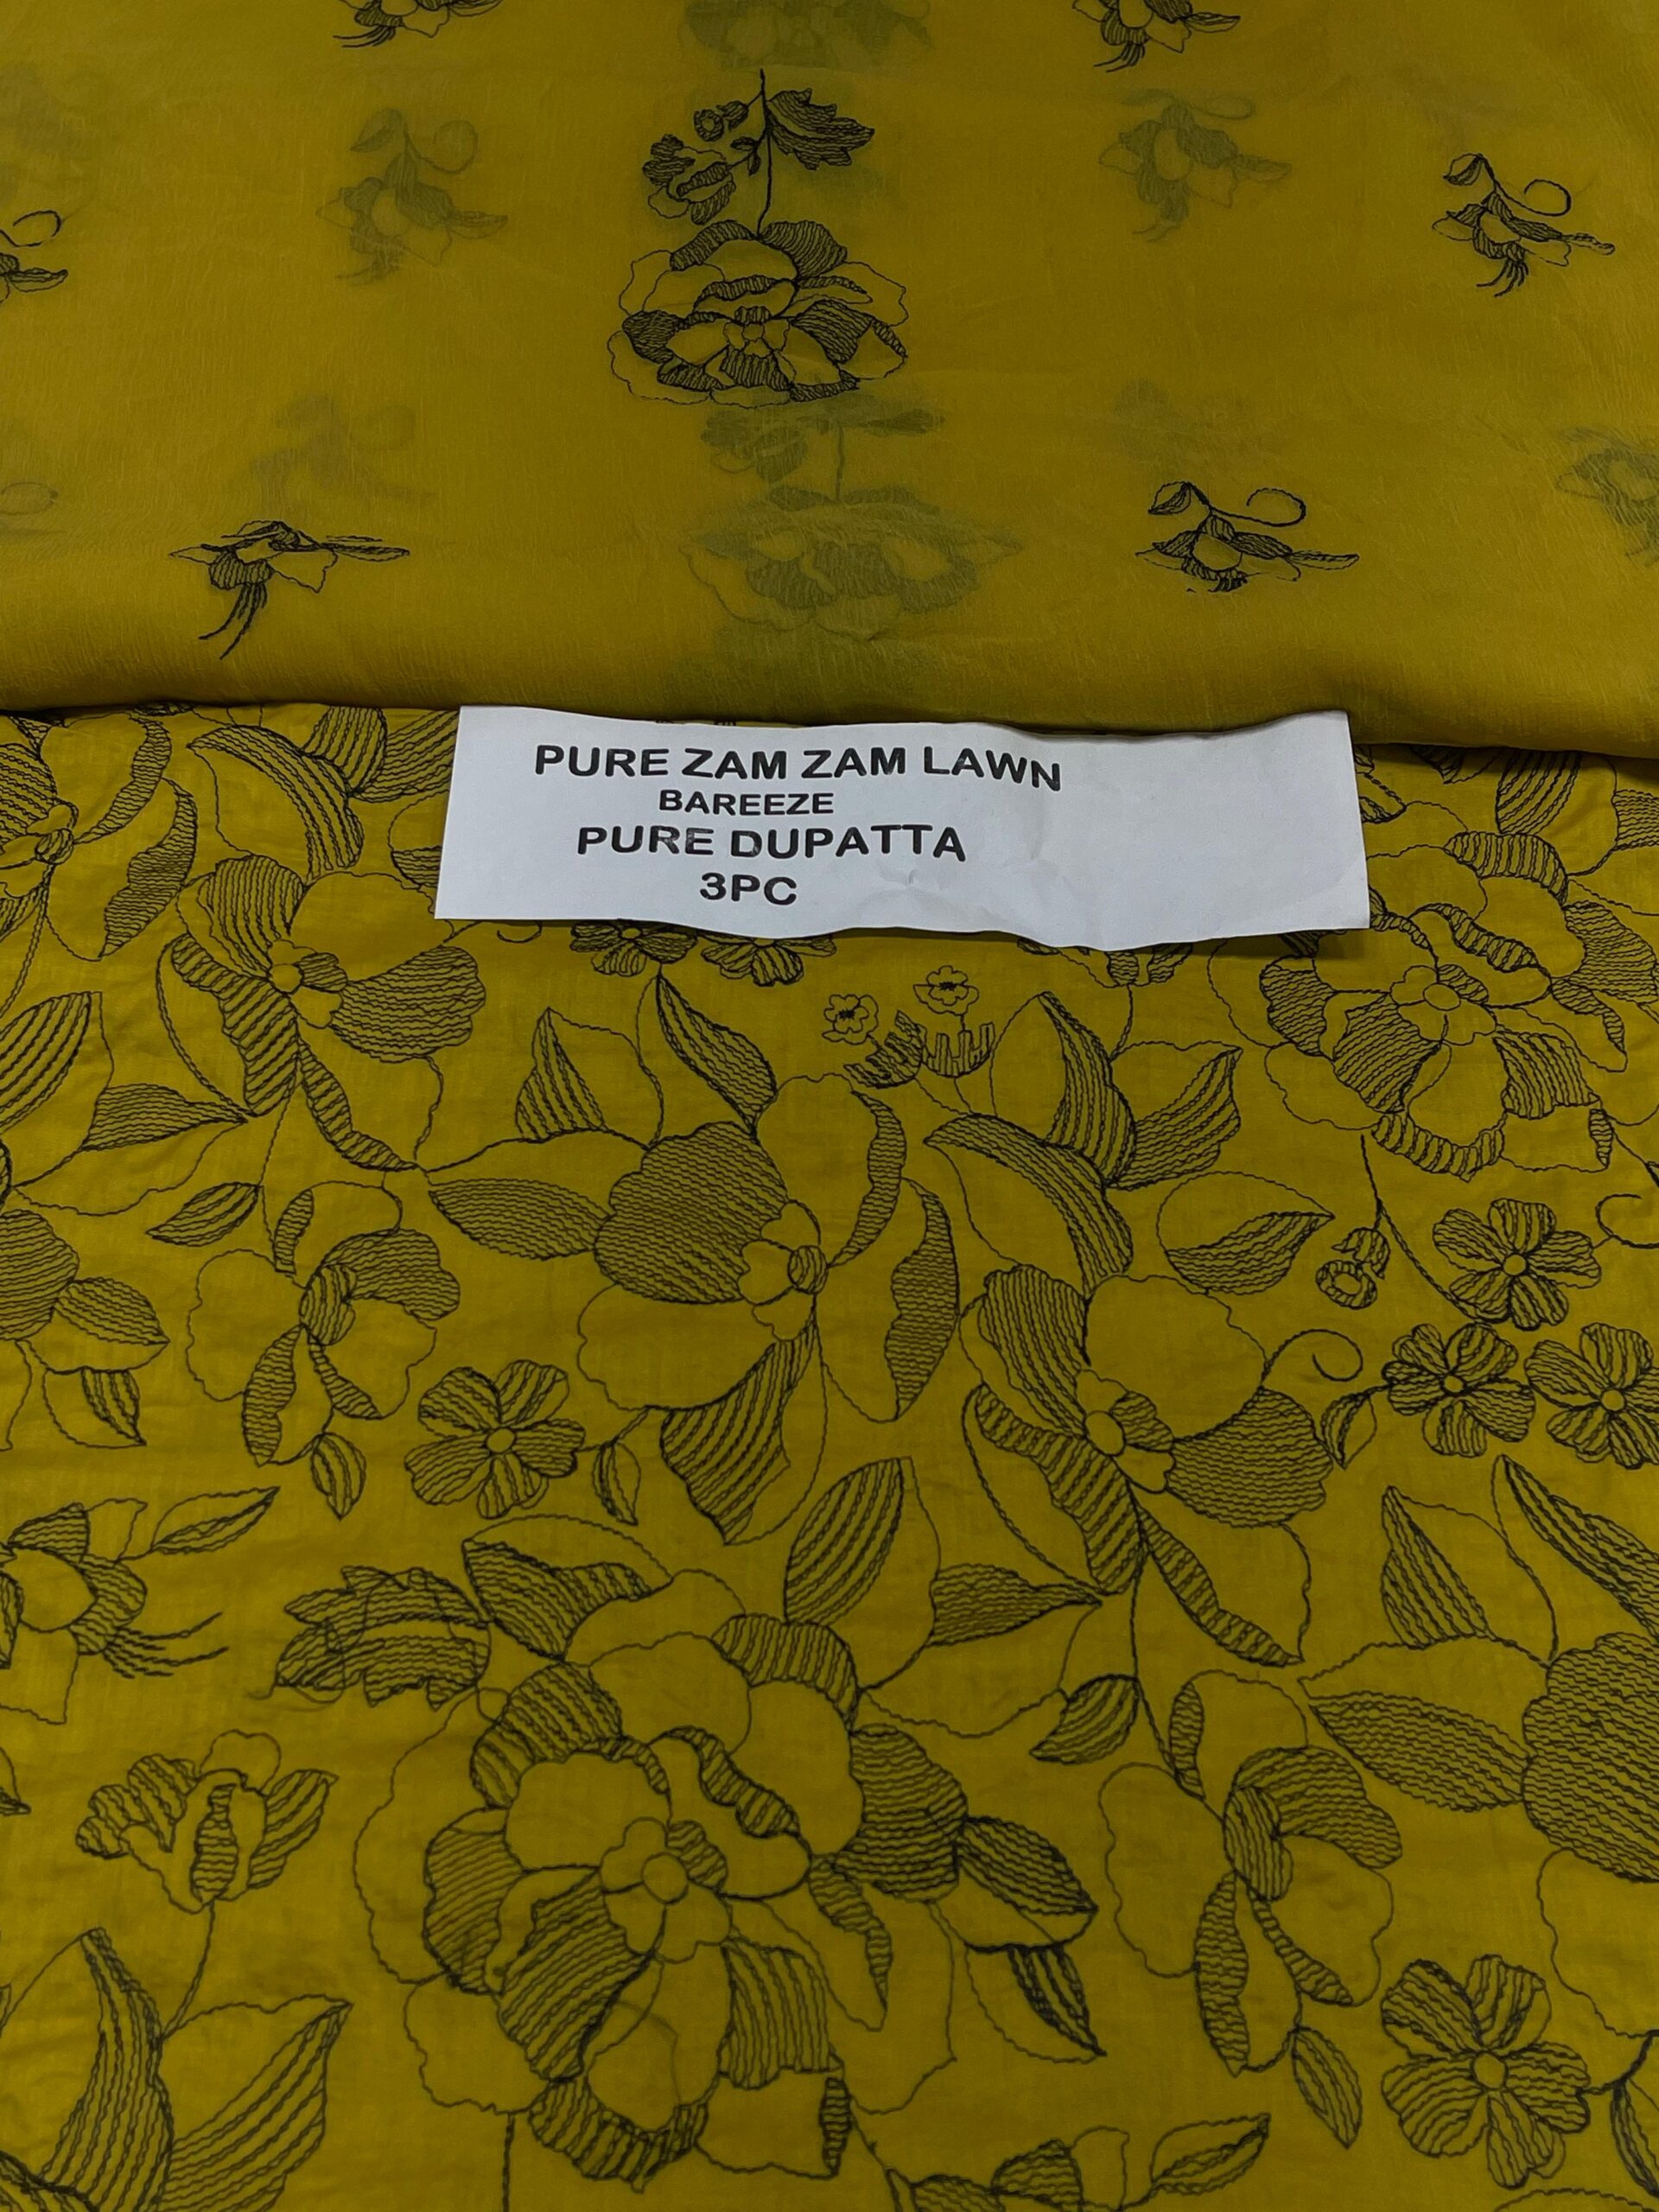 PURE ZAM ZAM LAWN
BAREEZE
PURE DUPATTA
3PC